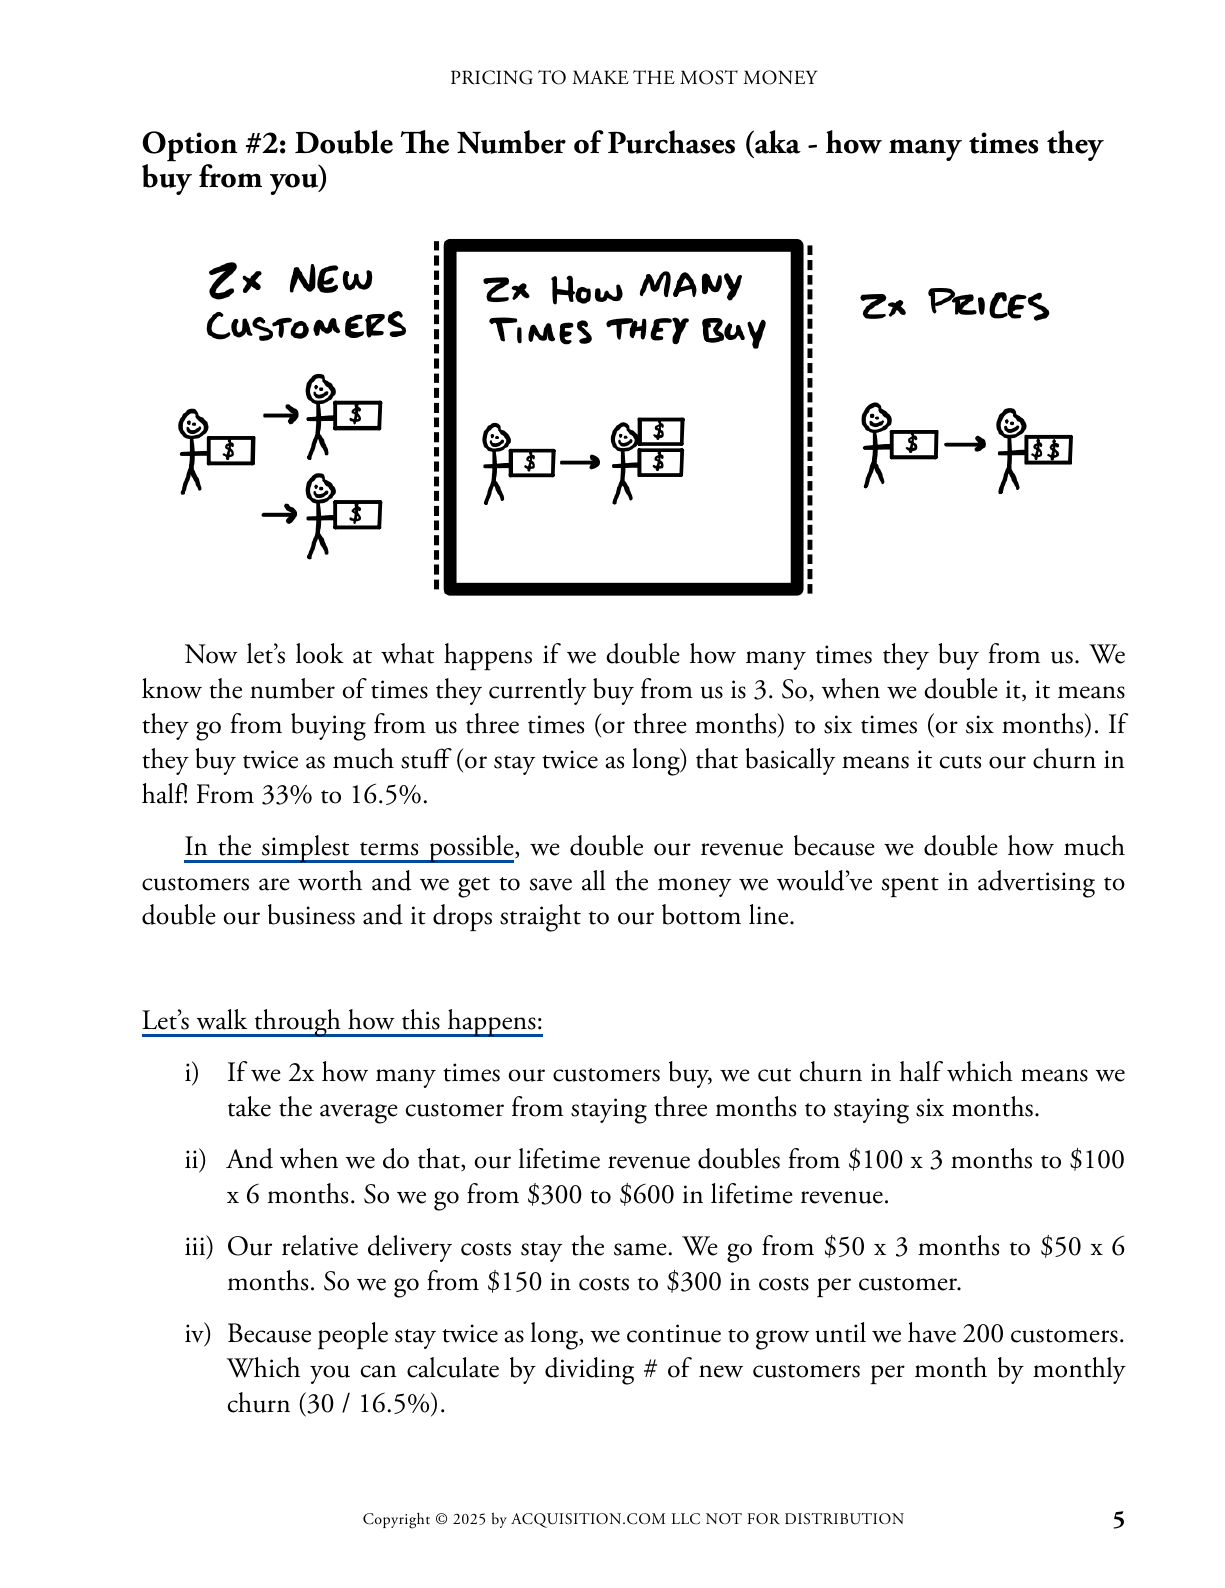 PRICING TO MAKE THE MOST MONEY
Option #2: Double The Number of Purchases (aka - how many times they
buy from you)
2x NEW
CUSTOMERS
$
$
$
2x HOW MANY
TIMES THEY BUY
$
$
$
2x PRICES
$
$$
Now let’s look at what happens if we double how many times they buy from us. We
know the number of times they currently buy from us is 3. So, when we double it, it means
they go from buying from us three times (or three months) to six times (or six months). If
they buy twice as much stuff (or stay twice as long) that basically means it cuts our churn in
half! From 33% to 16.5%.
In the simplest terms possible, we double our revenue because we double how much
customers are worth and we get to save all the money we would’ve spent in advertising to
double our business and it drops straight to our bottom line.
Let’s walk through how this happens:
i) If we 2x how many times our customers buy, we cut churn in half which means we
take the average customer from staying three months to staying six months.
ii) And when we do that, our lifetime revenue doubles from $100 x 3 months to $100
x 6 months. So we go from $300 to $600 in lifetime revenue.
iii) Our relative delivery costs stay the same. We go from $50 x 3 months to $50 x 6
months. So we go from $150 in costs to $300 in costs per customer.
iv) Because people stay twice as long, we continue to grow until we have 200 customers.
Which you can calculate by dividing # of new customers per month by monthly
churn (30 / 16.5%).
Copyright © 2025 by ACQUISITION.COM LLC NOT FOR DISTRIBUTION
5